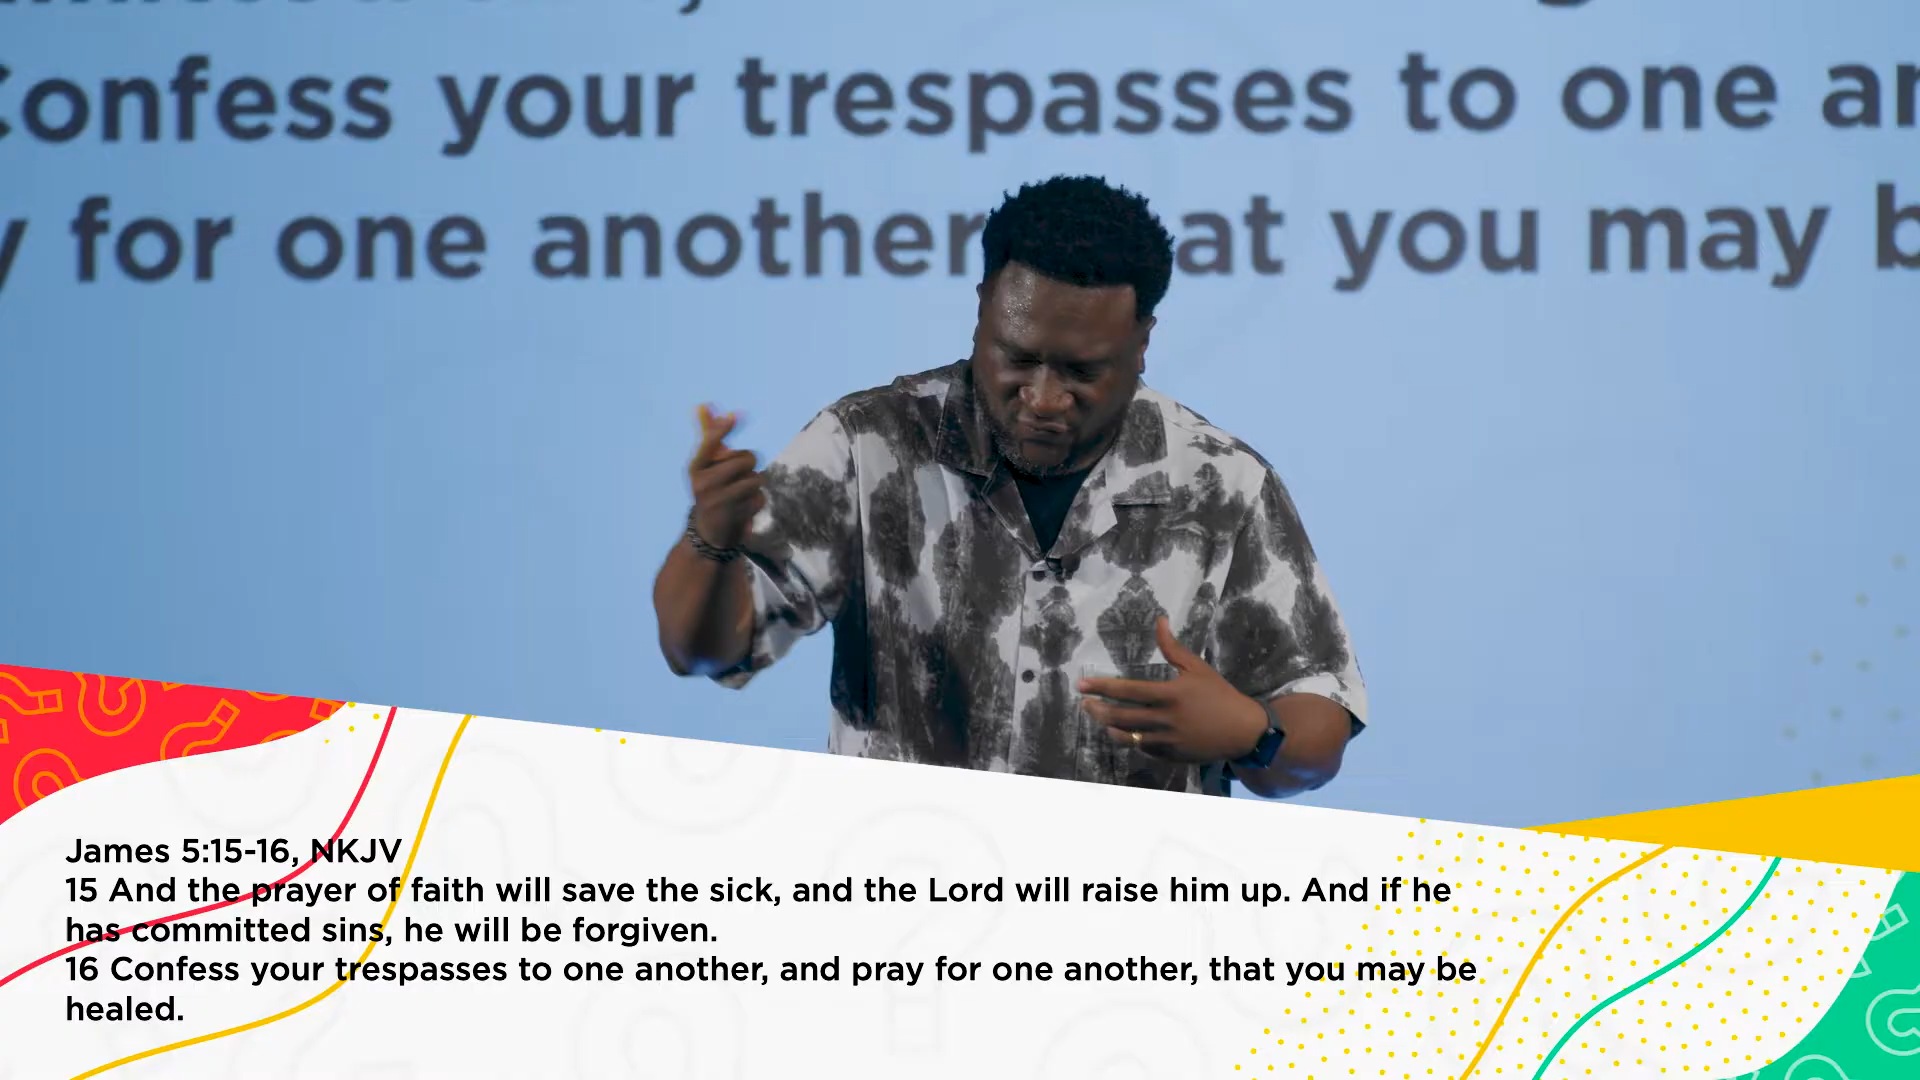 Confess your trespasses to one
for one another at you may
James 5:15-16, NKJV
15 And the prayer of faith will save the sick, and the Lord will raise him up. And if he
has committed sins, he will be forgiven.
16 Confess your trespasses to one another, and pray for one another, that you may be
healed.